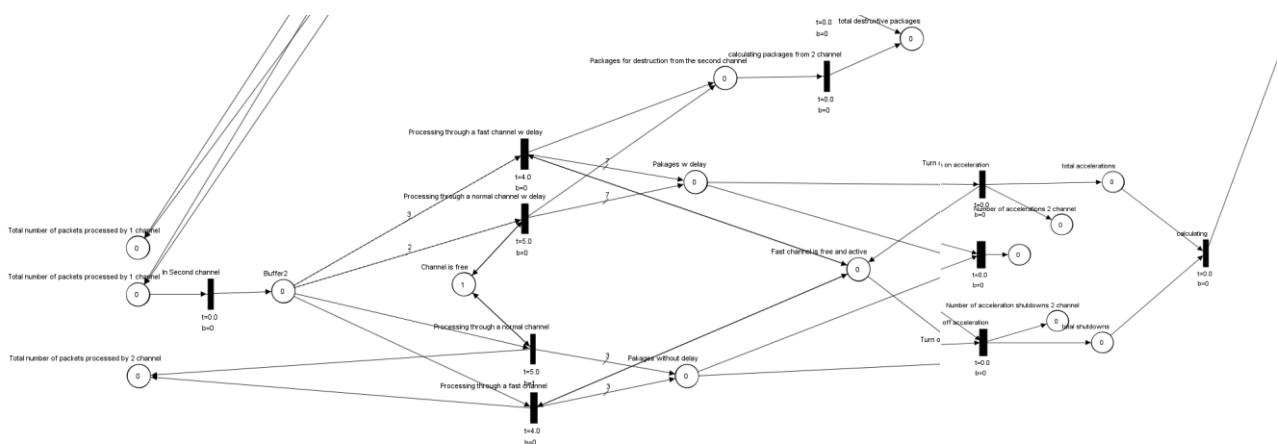 t=0.0
b=0
total destrutive packages
0
calculating packages from 2 channel
Packages for destruction from the second channel
0
t=0.0
b=0
Processing through a fast channel w delay
t=4.0
b=0
7
Pakages w delay
0
Turn on acceleration
t=0.0
b=0
total accelerations
0
Processing through a normal channel w delay
t=5.0
b=0
7
3
2
Number of accelerations 2 channel
0
Total number of packets processed by 1 channel
0
calculating
t=0.0
b=0
Fast channel is free and active
0
t=0.0
b=0
0
Total number of packets processed by 1 channel
0
In Second channel
t=0.0
b=0
Buffer2
0
Channel is free
1
Number of acceleration shutdowns 2 channel
0
Processing through a normal channel
t=5.0
b=1
3
Turn off acceleration
t=0.0
b=0
total shutdowns
0
Total number of packets processed by 2 channel
0
Pakages without delay
0
Processing through a fast channel
t=4.0
b=0
3